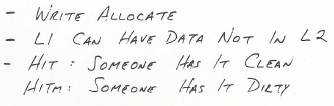 - WRITE ALLOCATE
- L1 CAN HAVE DATA NOT IN L2
- HIT : SOMEONE HAS IT CLEAN
HITM : SOMEONE HAS IT DIRTY